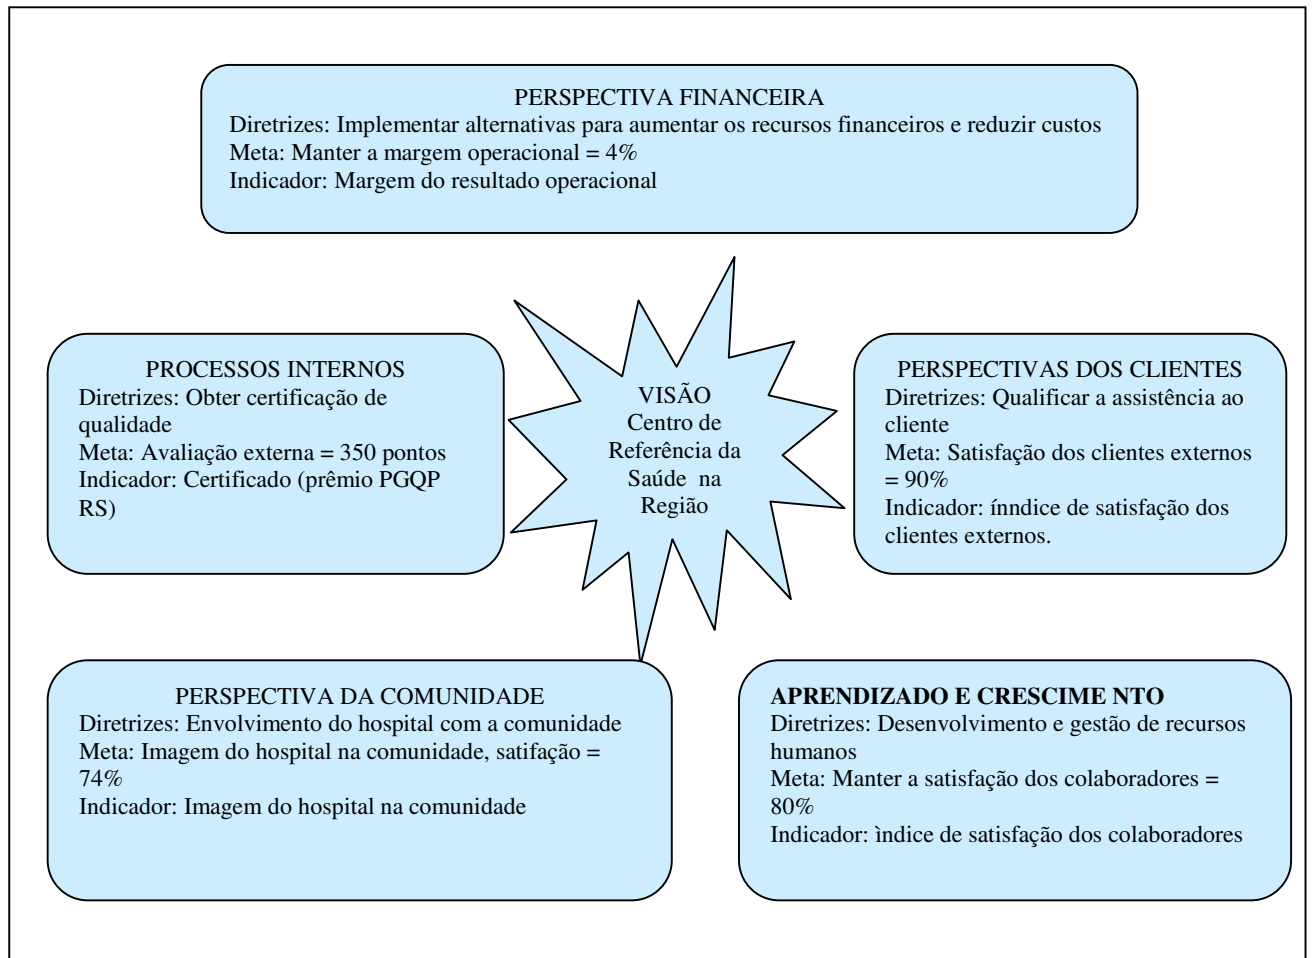 PERSPECTIVA FINANCEIRA
Diretrizes: Implementar alternativas para aumentar os recursos financeiros e reduzir custos
Meta: Manter a margem operacional = 4%
Indicador: Margem do resultado operacional
PROCESSOS INTERNOS
Diretrizes: Obter certificação de
qualidade
Meta: Avaliação externa = 350 pontos
Indicador: Certificado (prêmio PGQP
RS)
VISÃO
Centro de
Referência da
Saúde na
Região
PERSPECTIVAS DOS CLIENTES
Diretrizes: Qualificar a assistência ao
cliente
Meta: Satisfação dos clientes externos
= 90%
Indicador: ínndice de satisfação dos
clientes externos.
PERSPECTIVA DA COMUNIDADE
Diretrizes: Envolvimento do hospital com a comunidade
Meta: Imagem do hospital na comunidade, satifação =
74%
Indicador: Imagem do hospital na comunidade
APRENDIZADO E CRESCIME NTO
Diretrizes: Desenvolvimento e gestão de recursos
humanos
Meta: Manter a satisfação dos colaboradores =
80%
Indicador: ìndice de satisfação dos colaboradores